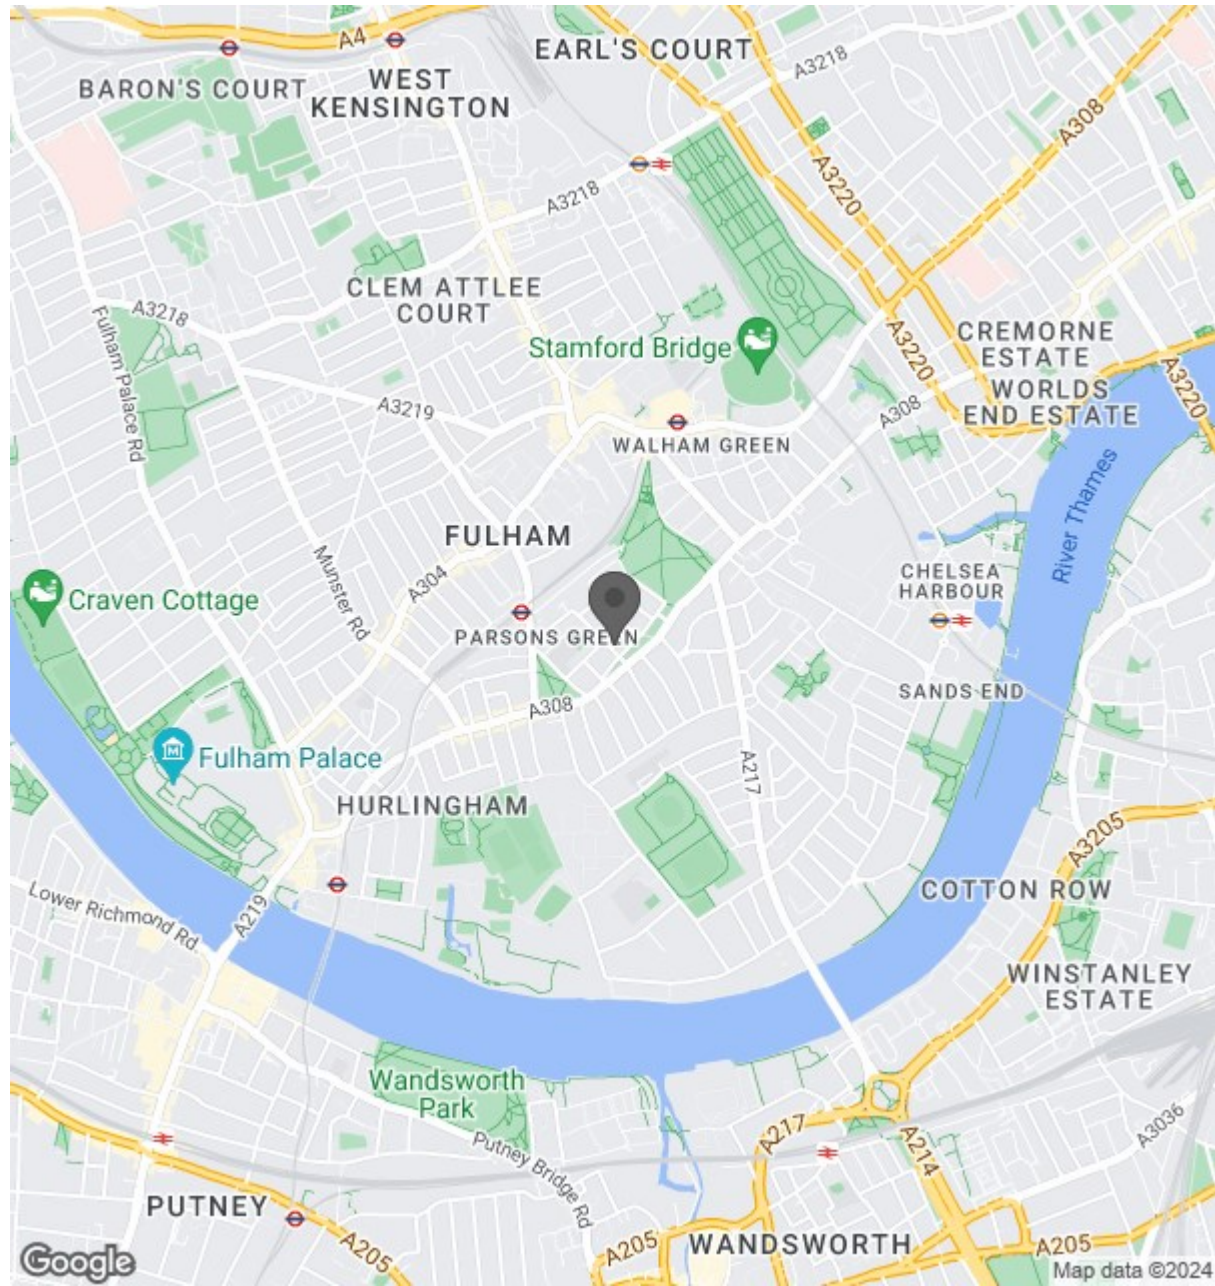 A4
EARL'S COURT
A3218
BARON'S COURT
WEST
KENSINGTON
A308
A3220
A3218
CLEM ATTLEE
COURT
A3218
Fulham Palace Rd
Stamford Bridge
A3220
CREMORNE
ESTATE
WORLDS
END ESTATE
A3220
A3219
A308
WALHAM GREEN
River Thames
FULHAM
A304
Munster Rd
CHELSEA
HARBOUR
Craven Cottage
PARSONS GREEN
SANDS END
A308
Fulham Palace
A217
HURLINGHAM
A3205
COTTON ROW
Lower Richmond Rd.
A219
WINSTANLEY
ESTATE
Wandsworth
Park
A217
A214
A3036
Putney Bridge Rd
PUTNEY
A205
A205
WANDSWORTH
A205
Google
Map data ©2024